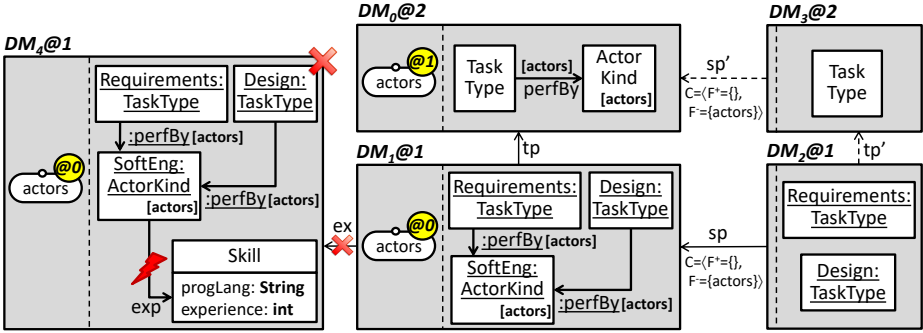 DM4@1
@0
actors
Requirements:
TaskType
Design:
TaskType
:perfBy [actors]
SoftEng:
ActorKind
[actors]
:perfBy [actors]
exp
Skill
progLang: String
experience: int
ex
DM0@2
@1
actors
Task
Type
[actors]
perfBy
Actor
Kind
[actors]
sp'
C=⟨F+={},
F-={actors}⟩
DM3@2
Task
Type
tp
tp'
DM1@1
@0
actors
Requirements:
TaskType
Design:
TaskType
:perfBy [actors]
SoftEng:
ActorKind
[actors]
:perfBy [actors]
sp
C=⟨F+={},
F-={actors}⟩
DM2@1
Requirements:
TaskType
Design:
TaskType